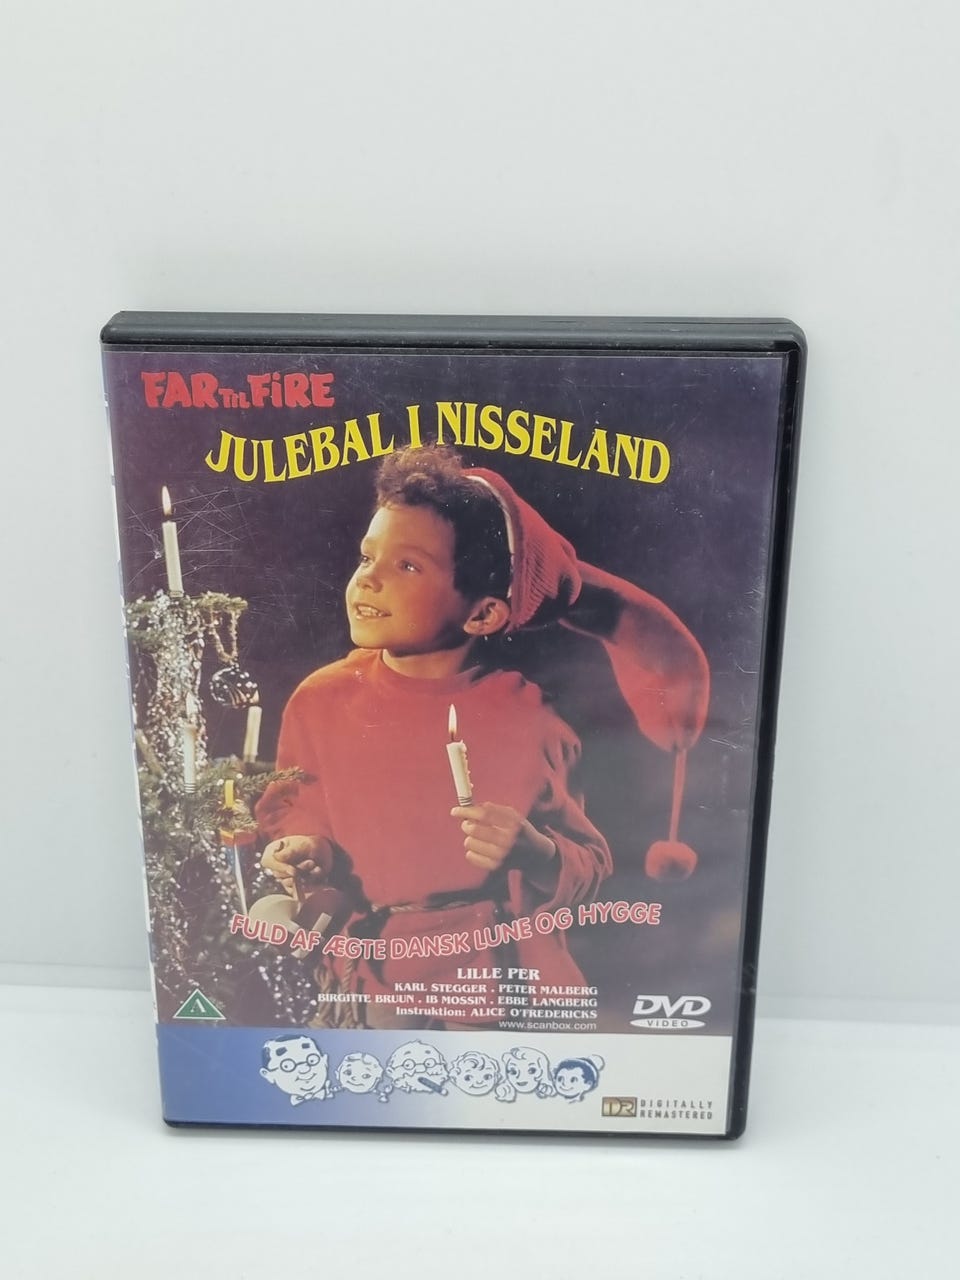 FAR TIL FiRE
JULEBAL I NISSELAND
FULD AF ÆGTE DANSK LUNE OG HYGGE
LILLE PER
KARL STEGGER . PETER MALBERG
BIRGITTE BRUUN . IB MOSSIN . EBBE LANGBERG
Instruktion: ALICE O'FREDERICKS
www.scanbox.com
A
DVD
VIDEO
DR DIGITALLY
REMASTERED